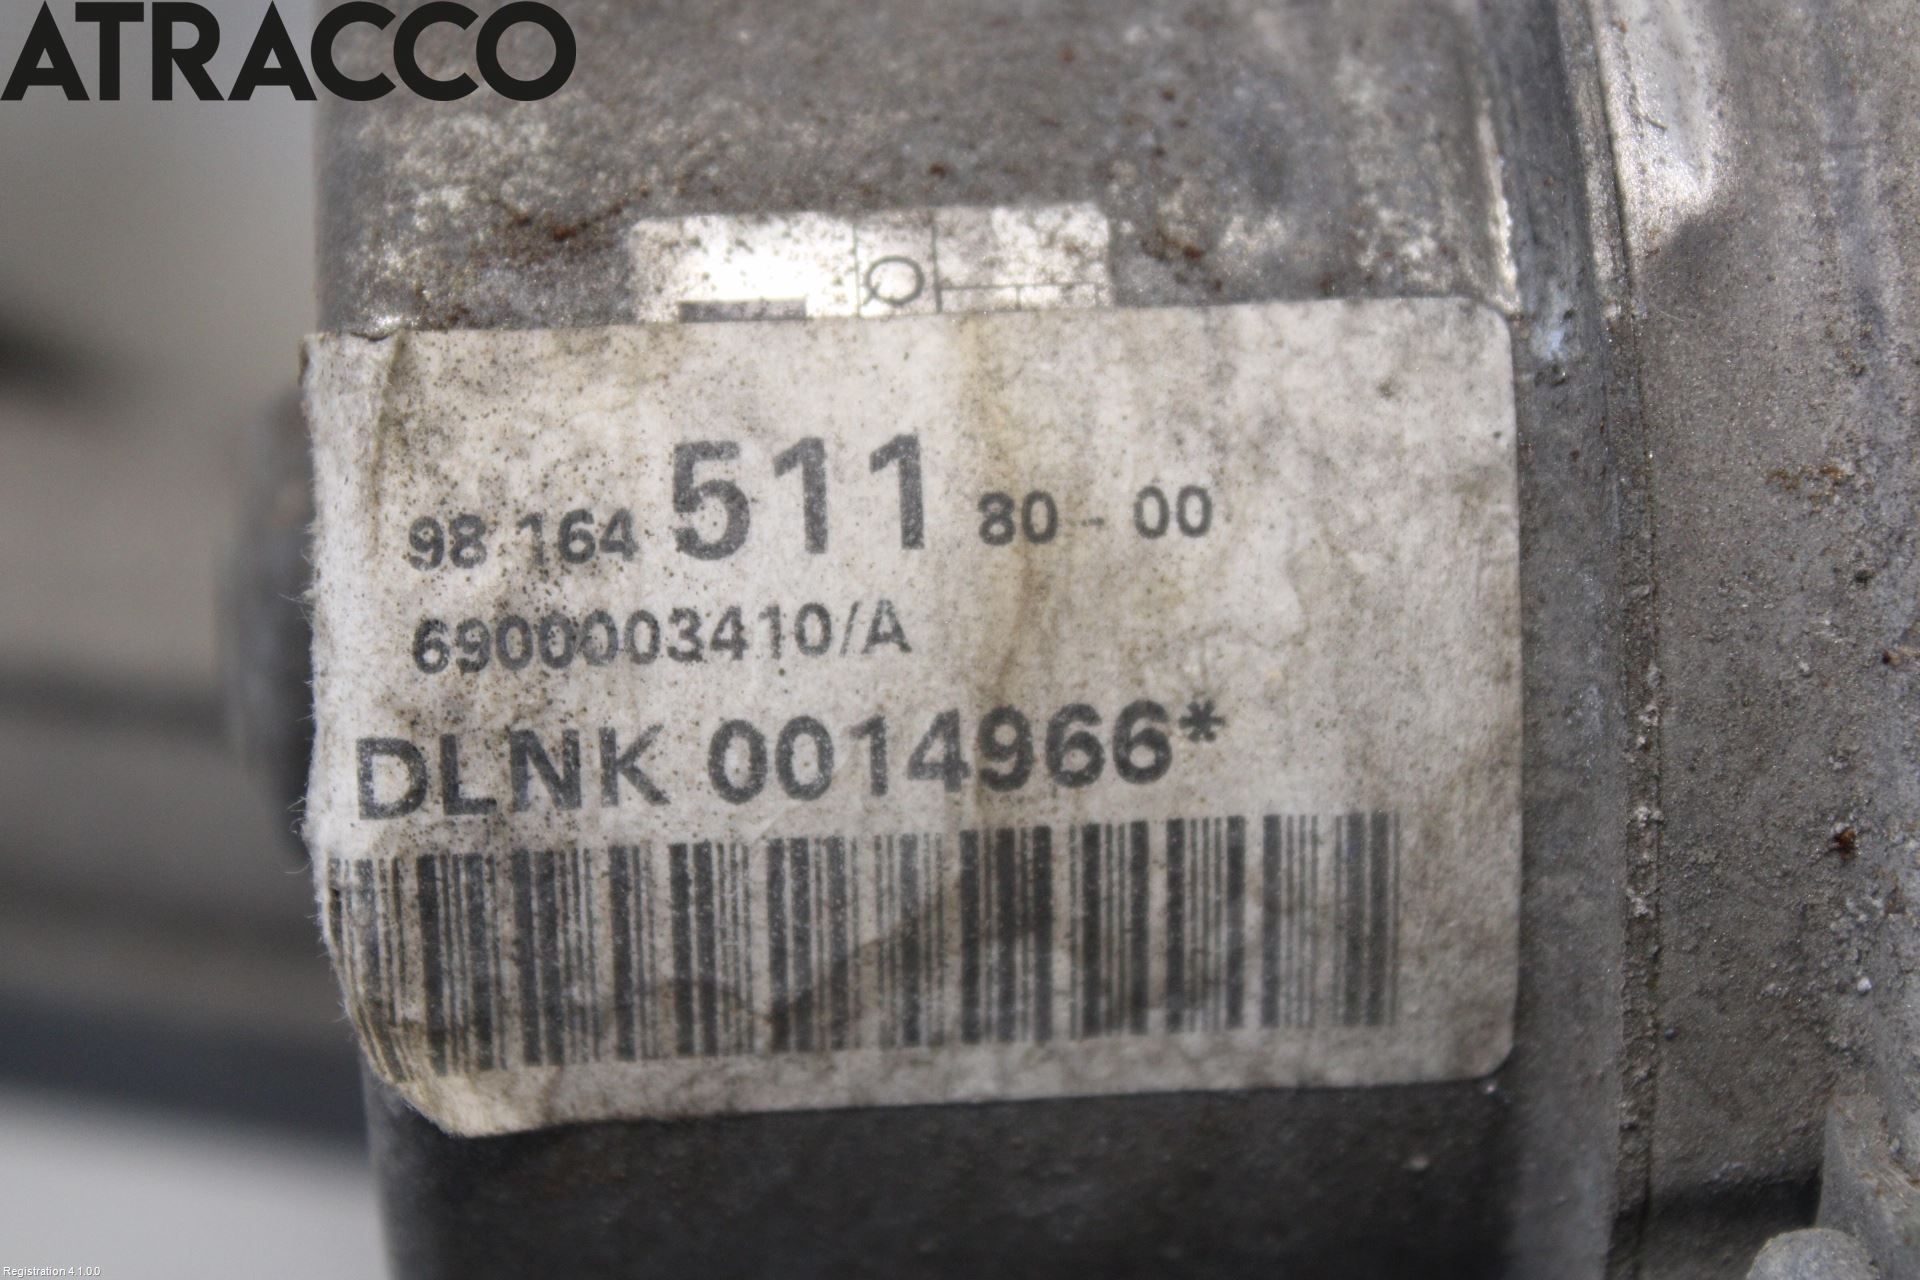 ATRACCO
Q
98 164 511 80 - 00
6900003410/A
DLNK 0014966*
Registration 4.1.0.0